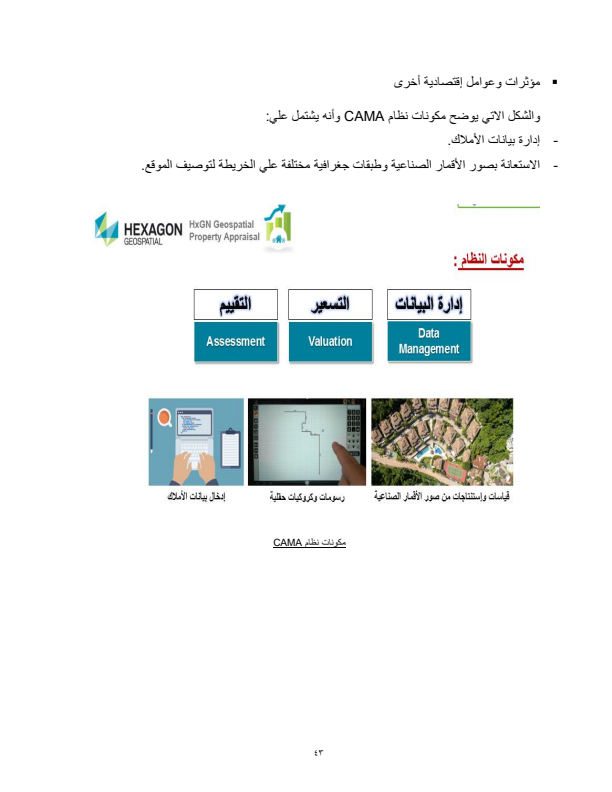 ▪ مؤثرات وعوامل إقتصادية أخرى
والشكل الاتي يوضح مكونات نظام CAMA وأنه يشتمل علي:
- إدارة بيانات الأملاك.
- الاستعانة بصور الأقمار الصناعية وطبقات جغرافية مختلفة علي الخريطة لتوصيف الموقع.
HEXAGON
GEOSPATIAL
HxGN Geospatial
Property Appraisal
مكونات النظام :
إدارة البيانات
Data
Management
التسعير
Valuation
التقييم
Assessment
قياسات وإستنتاجات من صور الأقمار الصناعية
رسومات وكروكيات حقلية
إدخال بيانات الأملاك
مكونات نظام CAMA
٤٣